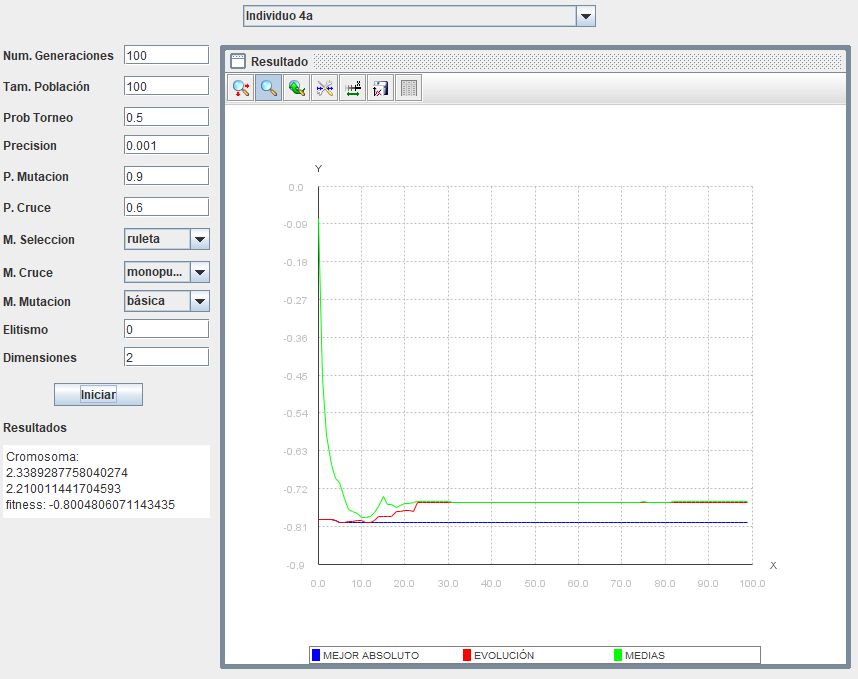 Individuo 4a
Num. Generaciones 100
Tam. Población 100
Prob Torneo 0.5
Precision 0.001
P. Mutacion 0.9
P. Cruce 0.6
M. Seleccion ruleta
M. Cruce monopu...
M. Mutacion básica
Elitismo 0
Dimensiones 2
Iniciar
Resultados
Cromosoma:
2.3389287758040274
2.210011441704593
fitness: -0.8004806071143435
Resultado
Y
0.0
-0.09
-0.18
-0.27
-0.36
-0.45
-0.54
-0.63
-0.72
-0.81
-0.9
0.0 10.0 20.0 30.0 40.0 50.0 60.0 70.0 80.0 90.0 100.0
X
MEJOR ABSOLUTO EVOLUCIÓN MEDIAS